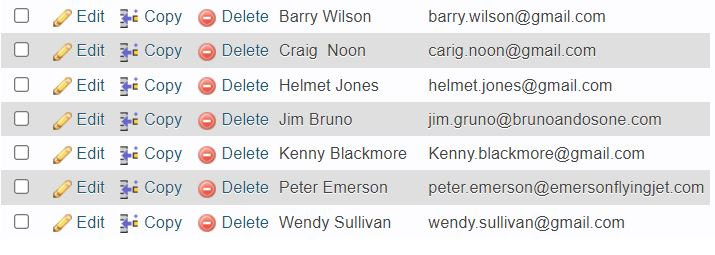 Edit Copy Delete Barry Wilson barry.wilson@gmail.com
Edit Copy Delete Craig  Noon carig.noon@gmail.com
Edit Copy Delete Helmet Jones helmet.jones@gmail.com
Edit Copy Delete Jim Bruno jim.gruno@brunoandosone.com
Edit Copy Delete Kenny Blackmore Kenny.blackmore@gmail.com
Edit Copy Delete Peter Emerson peter.emerson@emersonflyingjet.com
Edit Copy Delete Wendy Sullivan wendy.sullivan@gmail.com